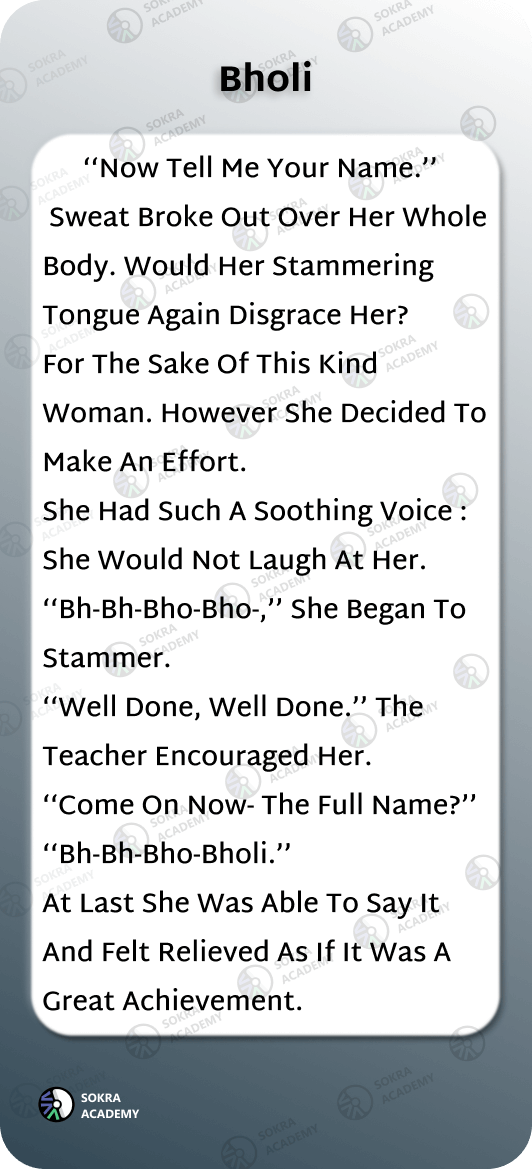 Bholi
‘‘Now Tell Me Your Name.’’
Sweat Broke Out Over Her Whole
Body. Would Her Stammering
Tongue Again Disgrace Her?
For The Sake Of This Kind
Woman. However She Decided To
Make An Effort.
She Had Such A Soothing Voice :
She Would Not Laugh At Her.
‘‘Bh-Bh-Bho-Bho-,’’ She Began To
Stammer.
‘‘Well Done, Well Done.’’ The
Teacher Encouraged Her.
‘‘Come On Now- The Full Name?’’
‘‘Bh-Bh-Bho-Bholi.’’
At Last She Was Able To Say It
And Felt Relieved As If It Was A
Great Achievement.
SOKRA
ACADEMY